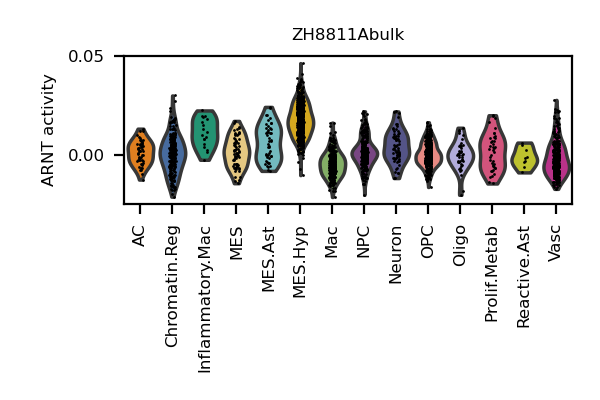 ZH8811Abulk
0.05
0.00
ARNT activity
AC
Chromatin.Reg
Inflammatory.Mac
MES
MES.Ast
MES.Hyp
Mac
NPC
Neuron
OPC
Oligo
Prolif.Metab
Reactive.Ast
Vasc